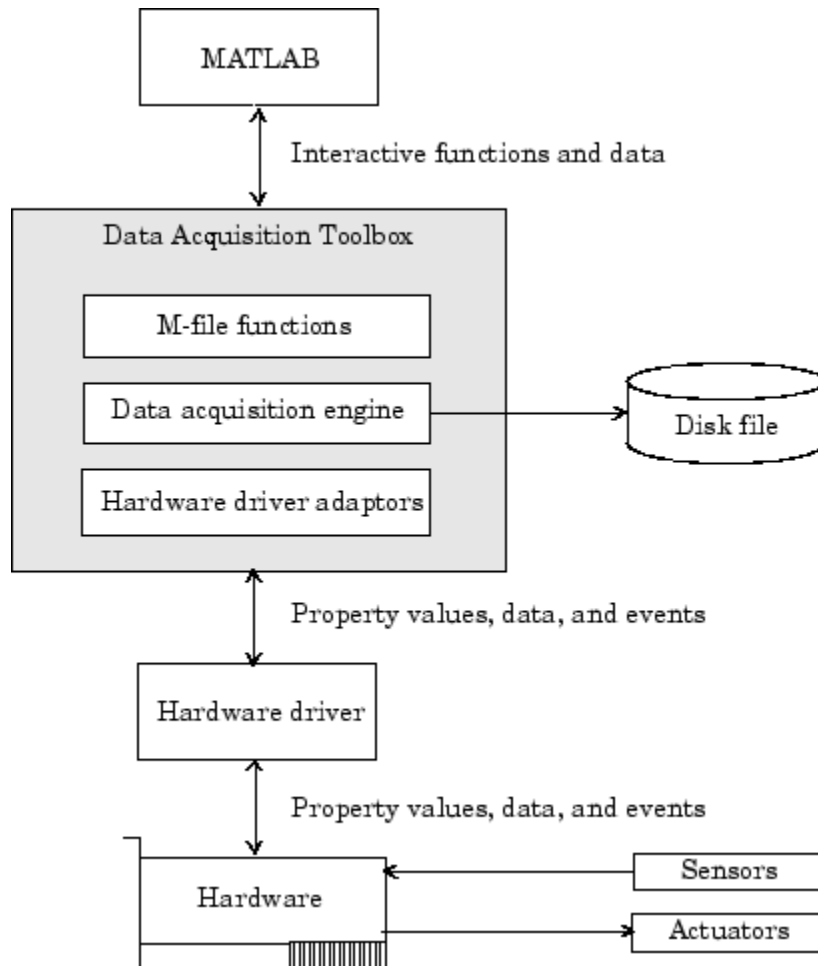 MATLAB
Interactive functions and data
Data Acquisition Toolbox
M-file functions
Data acquisition engine
Disk file
Hardware driver adaptors
Property values, data, and events
Hardware driver
Property values, data, and events
Sensors
Hardware
Actuators